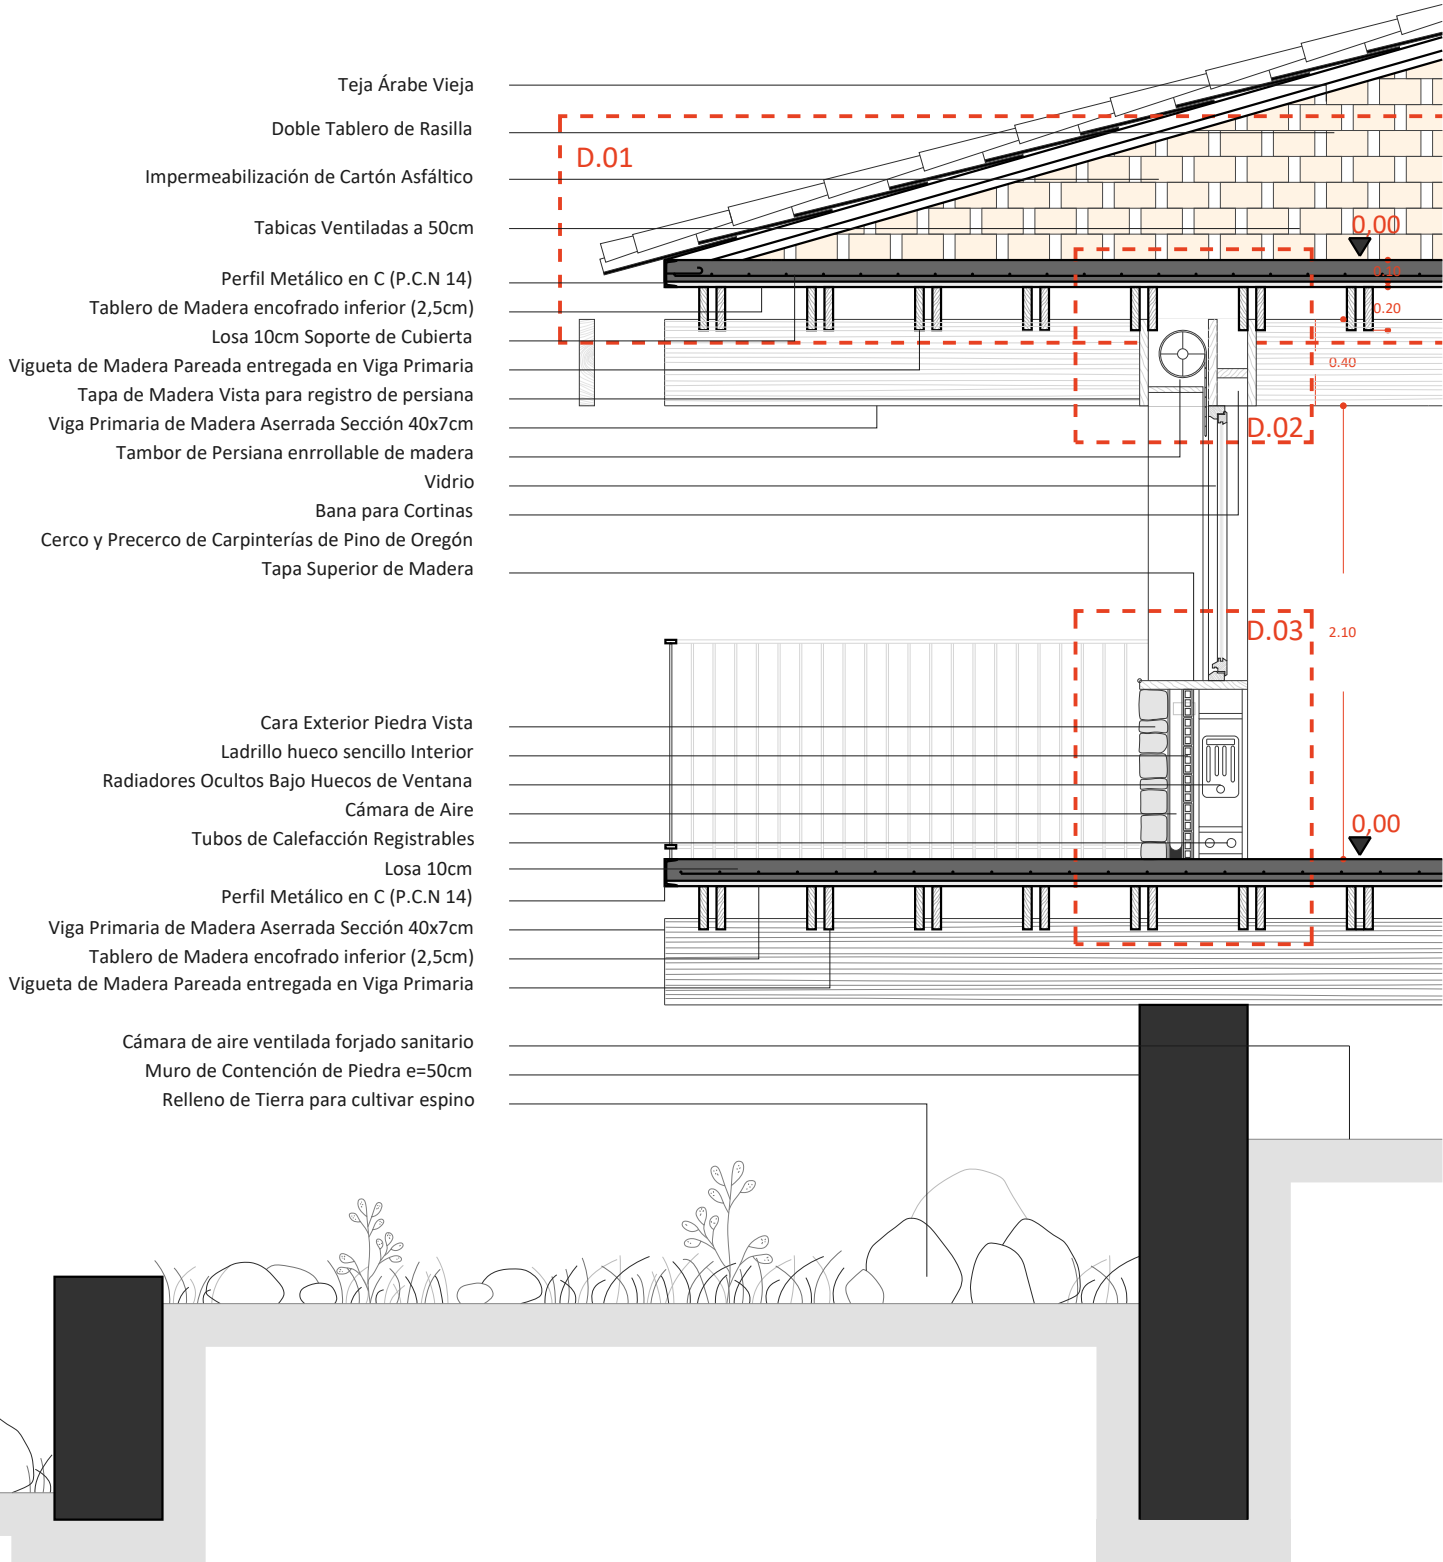 Teja Árabe Vieja
Doble Tablero de Rasilla
D.01
Impermeabilización de Cartón Asfáltico
Tabicas Ventiladas a 50cm
0,00
Perfil Metálico en C (P.C.N 14)
0.10
Tablero de Madera encofrado inferior (2,5cm)
0.20
Losa 10cm Soporte de Cubierta
Vigueta de Madera Pareada entregada en Viga Primaria
0.40
Tapa de Madera Vista para registro de persiana
Viga Primaria de Madera Aserrada Sección 40x7cm
D.02
Tambor de Persiana enrrollable de madera
Vidrio
Bana para Cortinas
Cerco y Precerco de Carpinterías de Pino de Oregón
Tapa Superior de Madera
D.03
2.10
Cara Exterior Piedra Vista
Ladrillo hueco sencillo Interior
Radiadores Ocultos Bajo Huecos de Ventana
Cámara de Aire
0,00
Tubos de Calefacción Registrables
Losa 10cm
Perfil Metálico en C (P.C.N 14)
Viga Primaria de Madera Aserrada Sección 40x7cm
Tablero de Madera encofrado inferior (2,5cm)
Vigueta de Madera Pareada entregada en Viga Primaria
Cámara de aire ventilada forjado sanitario
Muro de Contención de Piedra e=50cm
Relleno de Tierra para cultivar espino